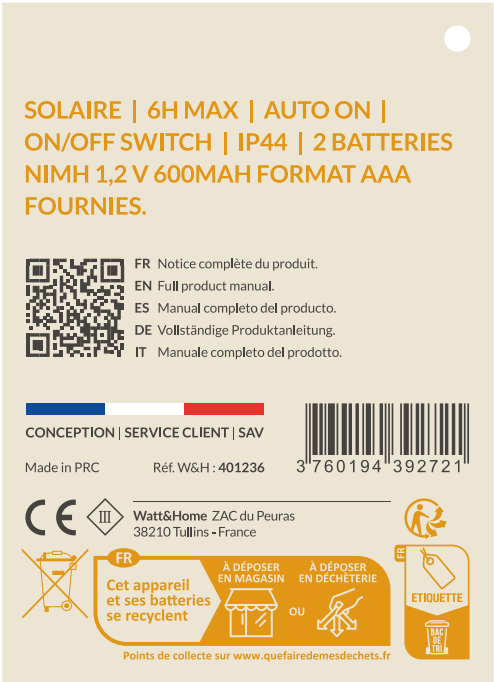 SOLAIRE | 6H MAX | AUTO ON |
ON/OFF SWITCH | IP44 | 2 BATTERIES
NIMH 1,2 V 600MAH FORMAT AAA
FOURNIES.
FR Notice complète du produit.
EN Full product manual.
ES Manual completo del producto.
DE Vollständige Produktanleitung.
IT Manuale completo del prodotto.
CONCEPTION | SERVICE CLIENT | SAV
Made in PRC Réf. W&H : 401236
3 760194 392721
CE III Watt&Home ZAC du Peuras
38210 Tullins - France
FR
Cet appareil
et ses batteries
se recyclent
À DÉPOSER
EN MAGASIN
OU
À DÉPOSER
EN DÉCHÈTERIE
Points de collecte sur www.quefairedemesdechets.fr
FR
ETIQUETTE
BAC
DE
TRI